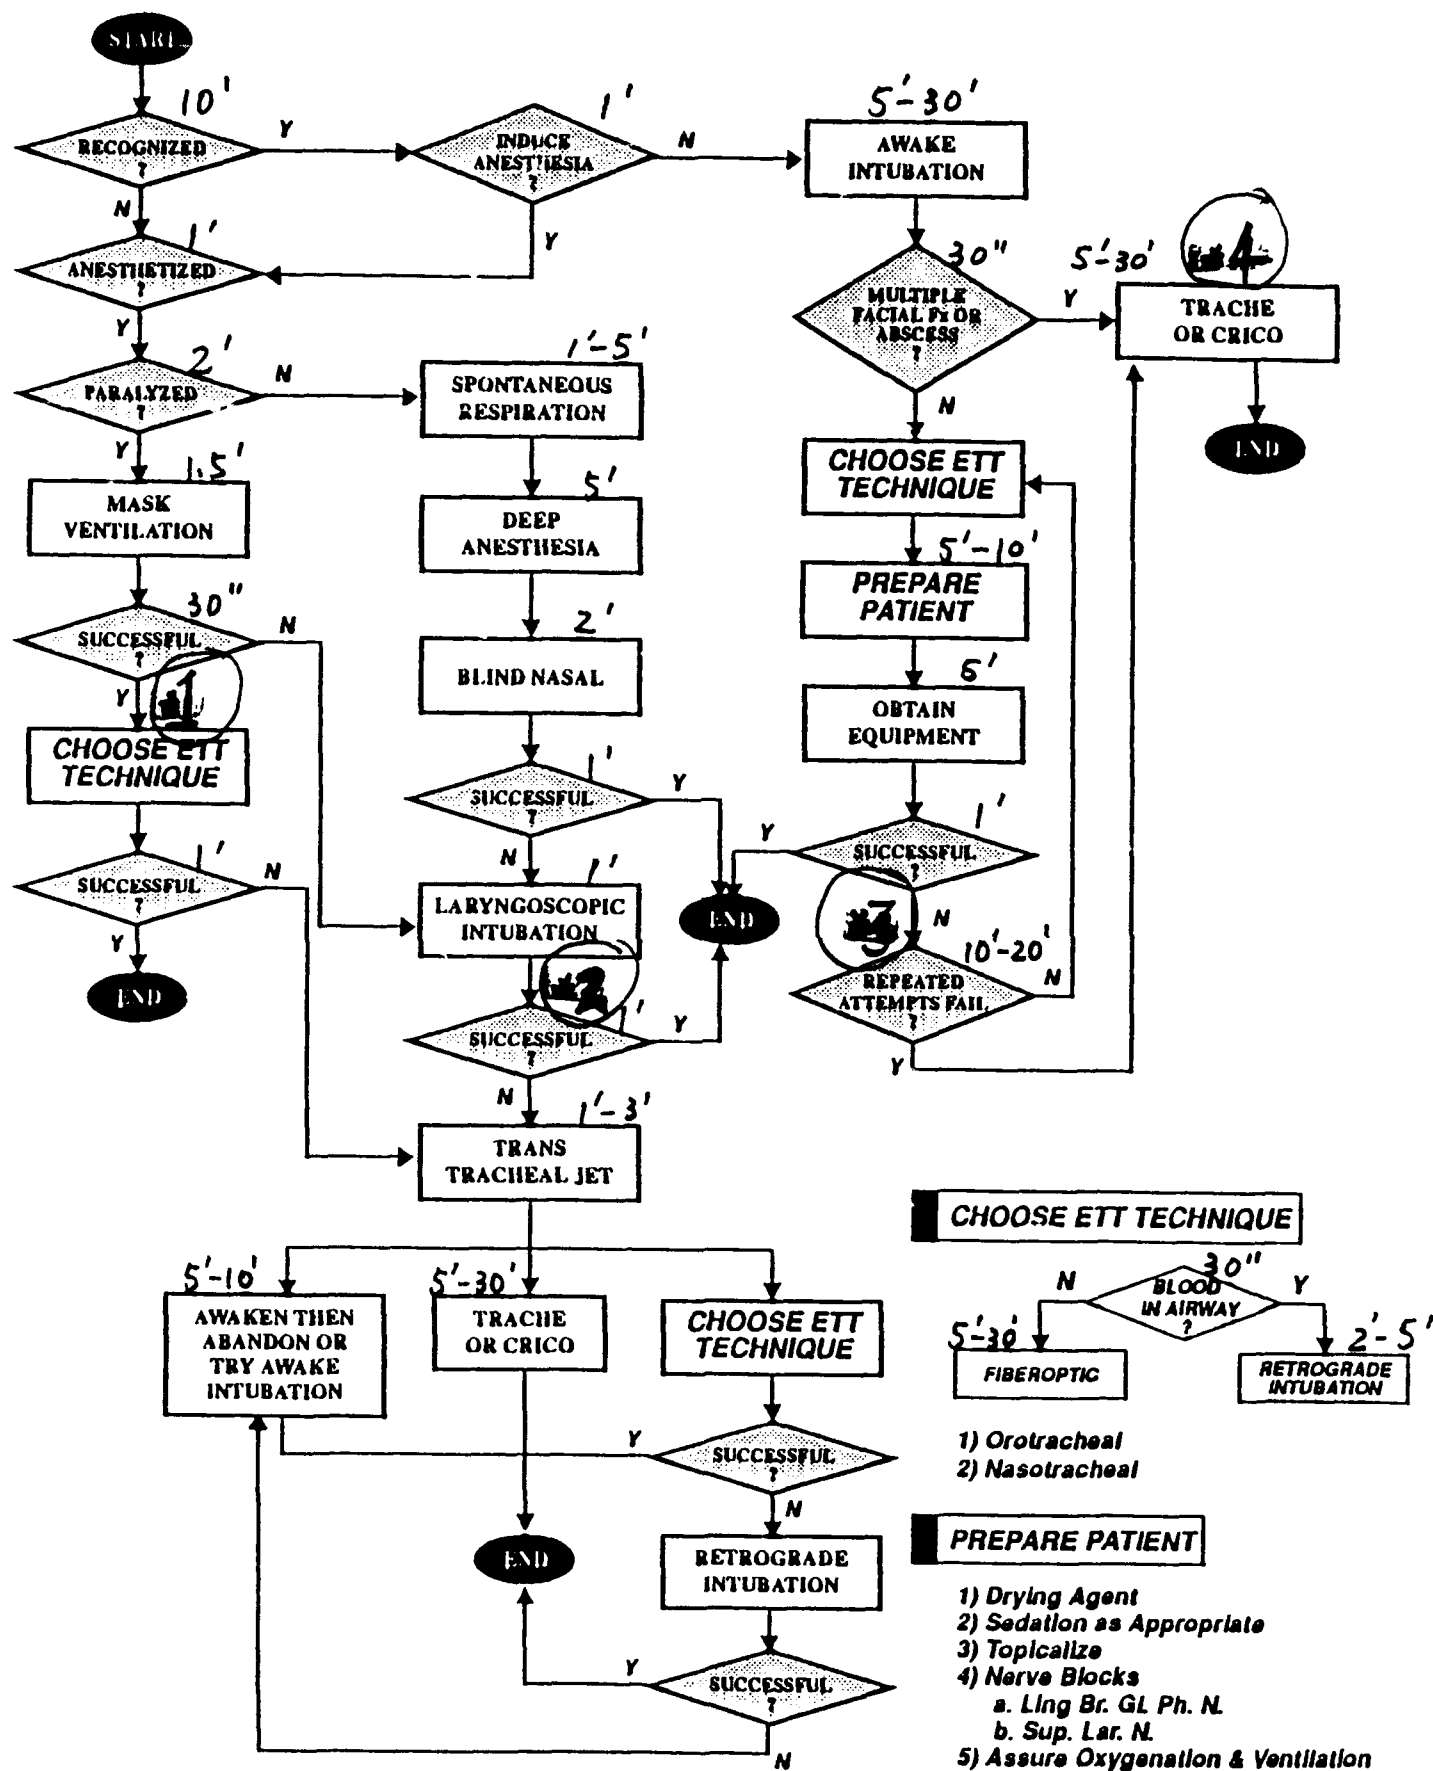 START
10'
RECOGNIZED
?
Y
N
1'
INDUCE
ANESTHESIA
?
N
Y
5'-30'
AWAKE
INTUBATION
1'
ANESTHETIZED
?
Y
30"
MULTIPLE
FACIAL Fx OR
ABSCESS
?
Y
N
5'-30'
4
TRACHE
OR CRICO
END
2'
PARALYZED
?
N
Y
1'-5'
SPONTANEOUS
RESPIRATION
1.5'
MASK
VENTILATION
5'
DEEP
ANESTHESIA
CHOOSE ETT
TECHNIQUE
5'-10'
PREPARE
PATIENT
30"
SUCCESSFUL
?
N
Y
1
CHOOSE ETT
TECHNIQUE
2'
BLIND NASAL
OBTAIN
EQUIPMENT
1'
SUCCESSFUL
?
Y
N
1'
SUCCESSFUL
?
Y
N
1'
SUCCESSFUL
?
N
Y
END
1'
LARYNGOSCOPIC
INTUBATION
END
3
10'-20'
REPEATED
ATTEMPTS FAIL
?
N
Y
2
1'
SUCCESSFUL
?
Y
N
1'-3'
TRANS
TRACHEAL JET
5'-10'
AWAKEN THEN
ABANDON OR
TRY AWAKE
INTUBATION
5'-30'
TRACHE
OR CRICO
CHOOSE ETT
TECHNIQUE
SUCCESSFUL
?
Y
N
END
RETROGRADE
INTUBATION
SUCCESSFUL
?
Y
N
CHOOSE ETT TECHNIQUE
30"
BLOOD
IN AIRWAY
?
N
Y
5'-30'
FIBEROPTIC
2'-5'
RETROGRADE
INTUBATION
1) Orotracheal
2) Nasotracheal
PREPARE PATIENT
1) Drying Agent
2) Sedation as Appropriate
3) Topicalize
4) Nerve Blocks
a. Ling Br. GL Ph. N.
b. Sup. Lar. N.
5) Assure Oxygenation & Ventilation